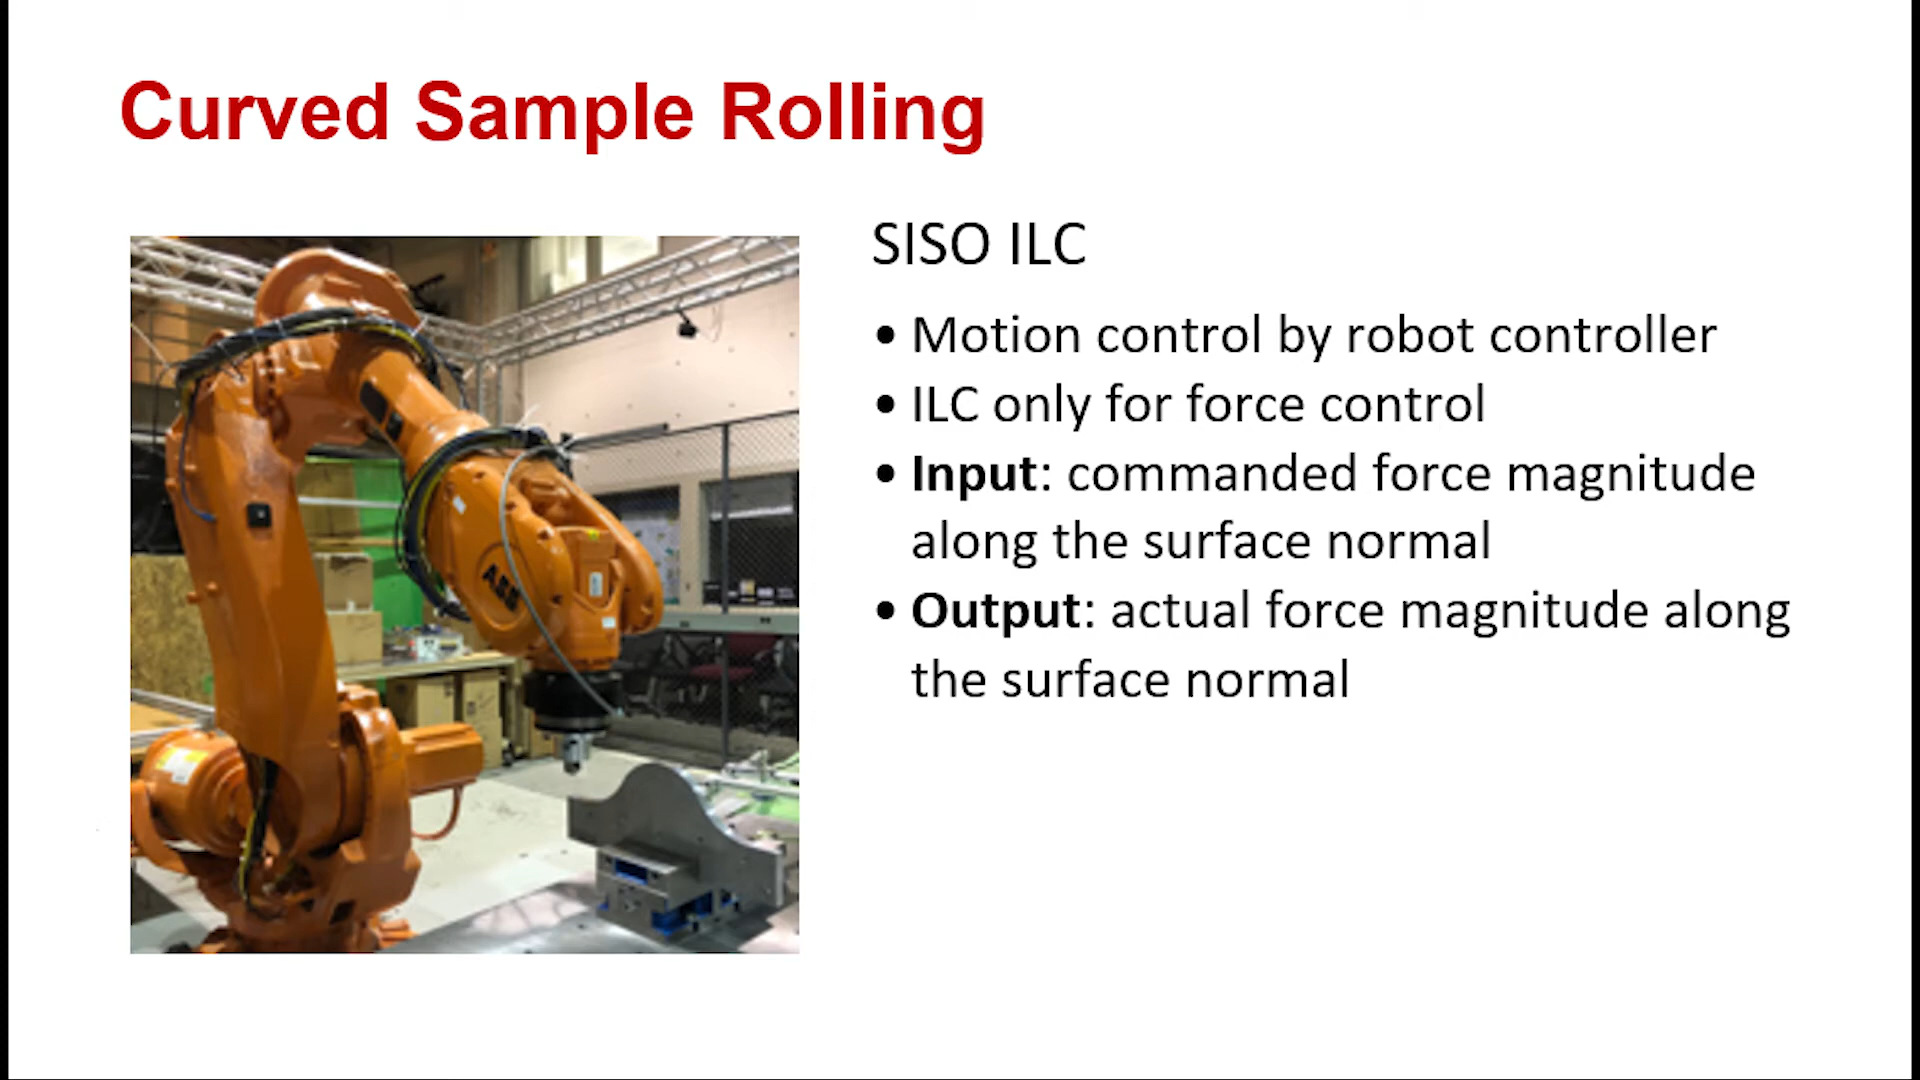 Curved Sample Rolling
SISO ILC
• Motion control by robot controller
• ILC only for force control
• Input: commanded force magnitude
along the surface normal
• Output: actual force magnitude along
the surface normal
ABB